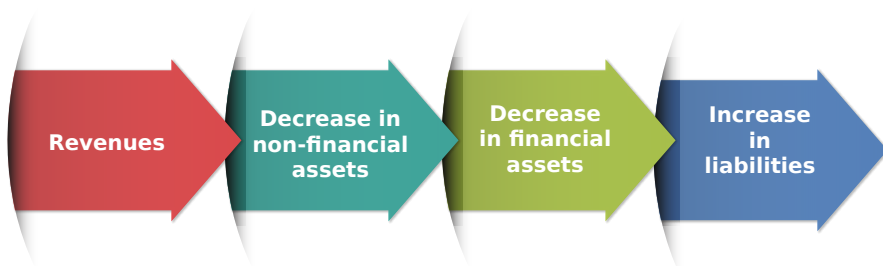 Revenues
Decrease in
non-financial
assets
Decrease
in financial
assets
Increase
in
liabilities